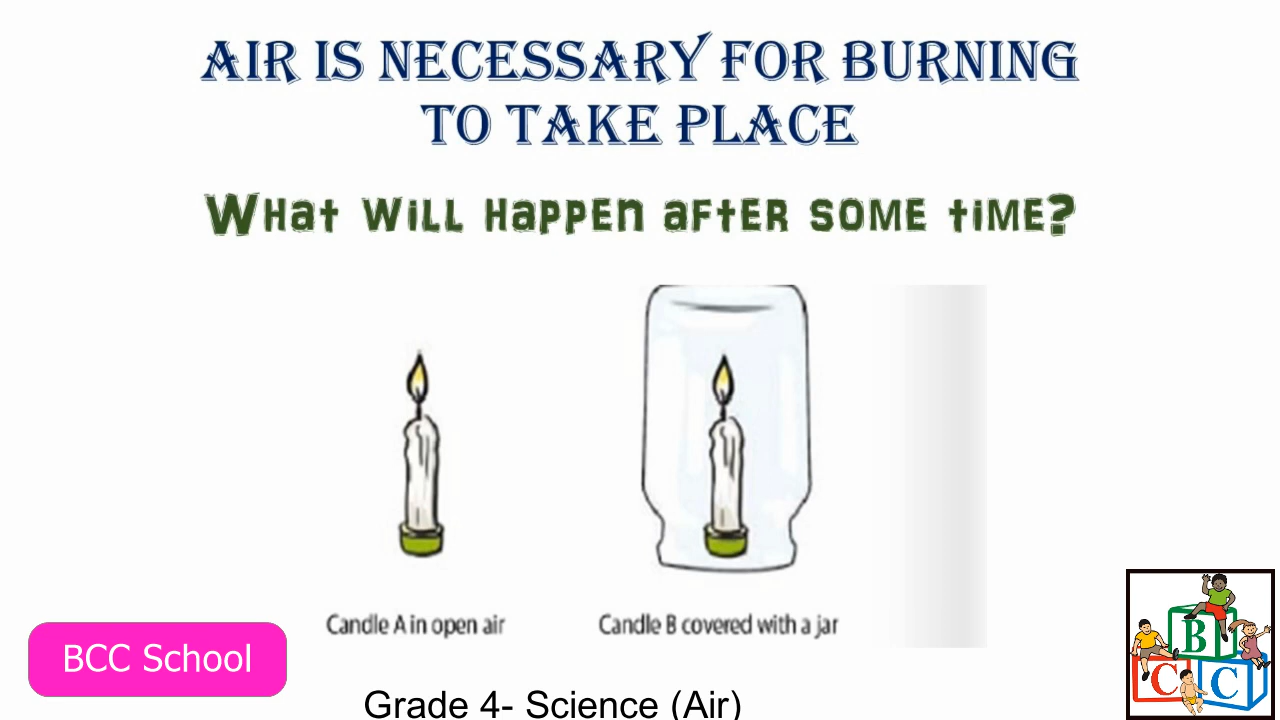 AIR IS NECESSARY FOR BURNING
TO TAKE PLACE
What will happen after some time?
Candle A in open air
Candle B covered with a jar
BCC School
B
C C
Grade 4- Science (Air)